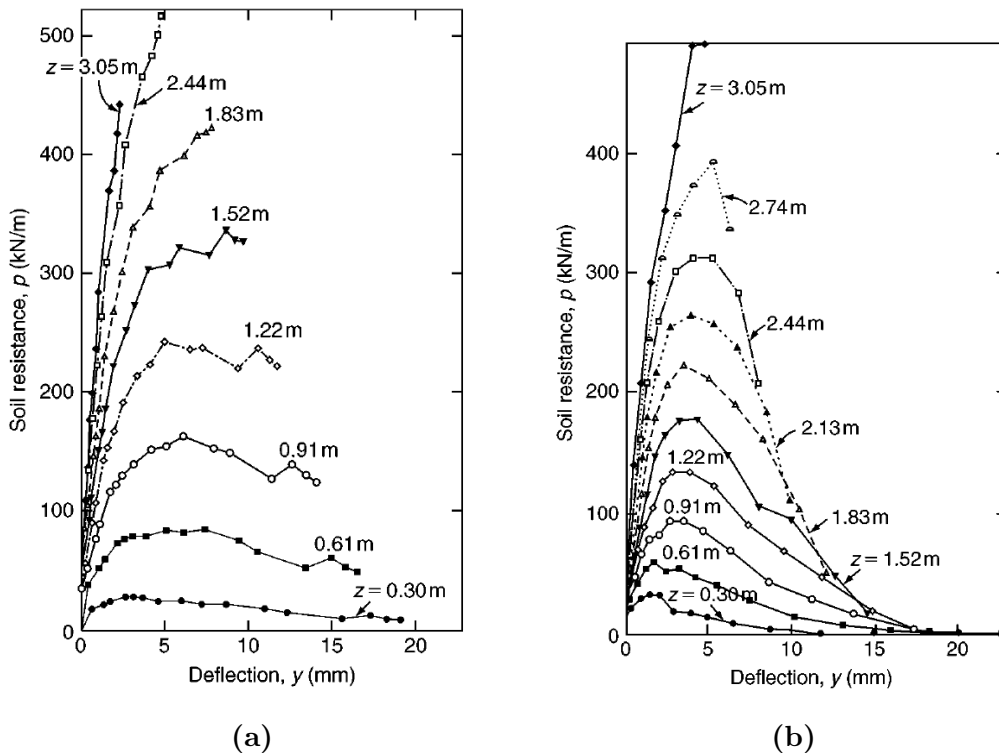 500
400
300
200
100
0
Soil resistance, p (kN/m)
z = 3.05 m
2.44 m
1.83 m
1.52 m
1.22 m
0.91 m
0.61 m
z = 0.30 m
0 5 10 15 20
Deflection, y (mm)
(a)
400
300
200
100
0
Soil resistance, p (kN/m)
z = 3.05 m
2.74 m
2.44 m
2.13 m
1.22 m
0.91 m
1.83 m
0.61 m
z = 1.52 m
z = 0.30 m
0 5 10 15 20
Deflection, y (mm)
(b)